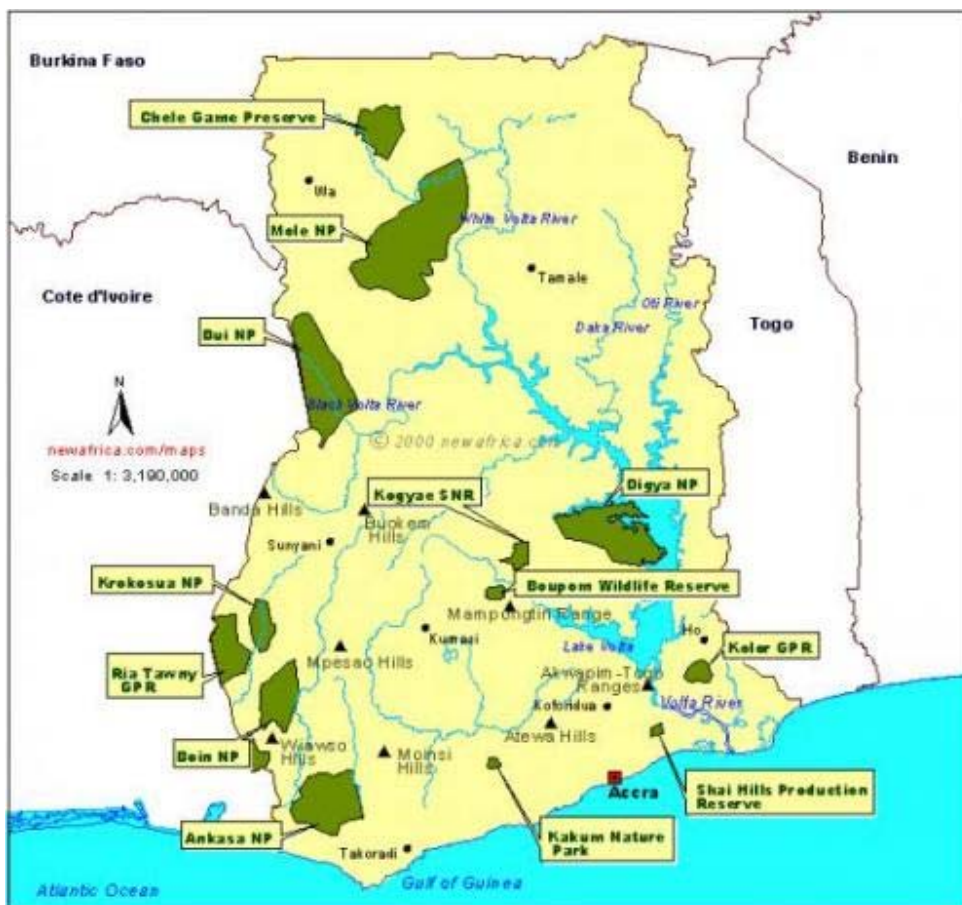 Burkina Faso
Chele Game Preserve
Benin
Wa
White Volta River
Mole NP
Tamale
Cote d'Ivoire
Oti River
Togo
Daka River
Bui NP
N
Black Volta River
© 2000 newafrica.com
newafrica.com/maps
Scale 1: 3,190,000
Kogyae SNR
Digya NP
Banda Hills
Buokem
Hills
Sunyani
Krokosua NP
Boupom Wildlife Reserve
Mampongtin Range
Kumasi
Ho
Lake Volta
Mpesao Hills
Kolor GPR
Ria Tawny
GPR
Akwapim-Togo
Ranges
Volta River
Koforidua
Atewa Hills
Boin NP
Wiawso
Hills
Moinsi
Hills
Accra
Shai Hills Production
Reserve
Ankasa NP
Kakum Nature
Park
Takoradi
Gulf of Guinea
Atlantic Ocean